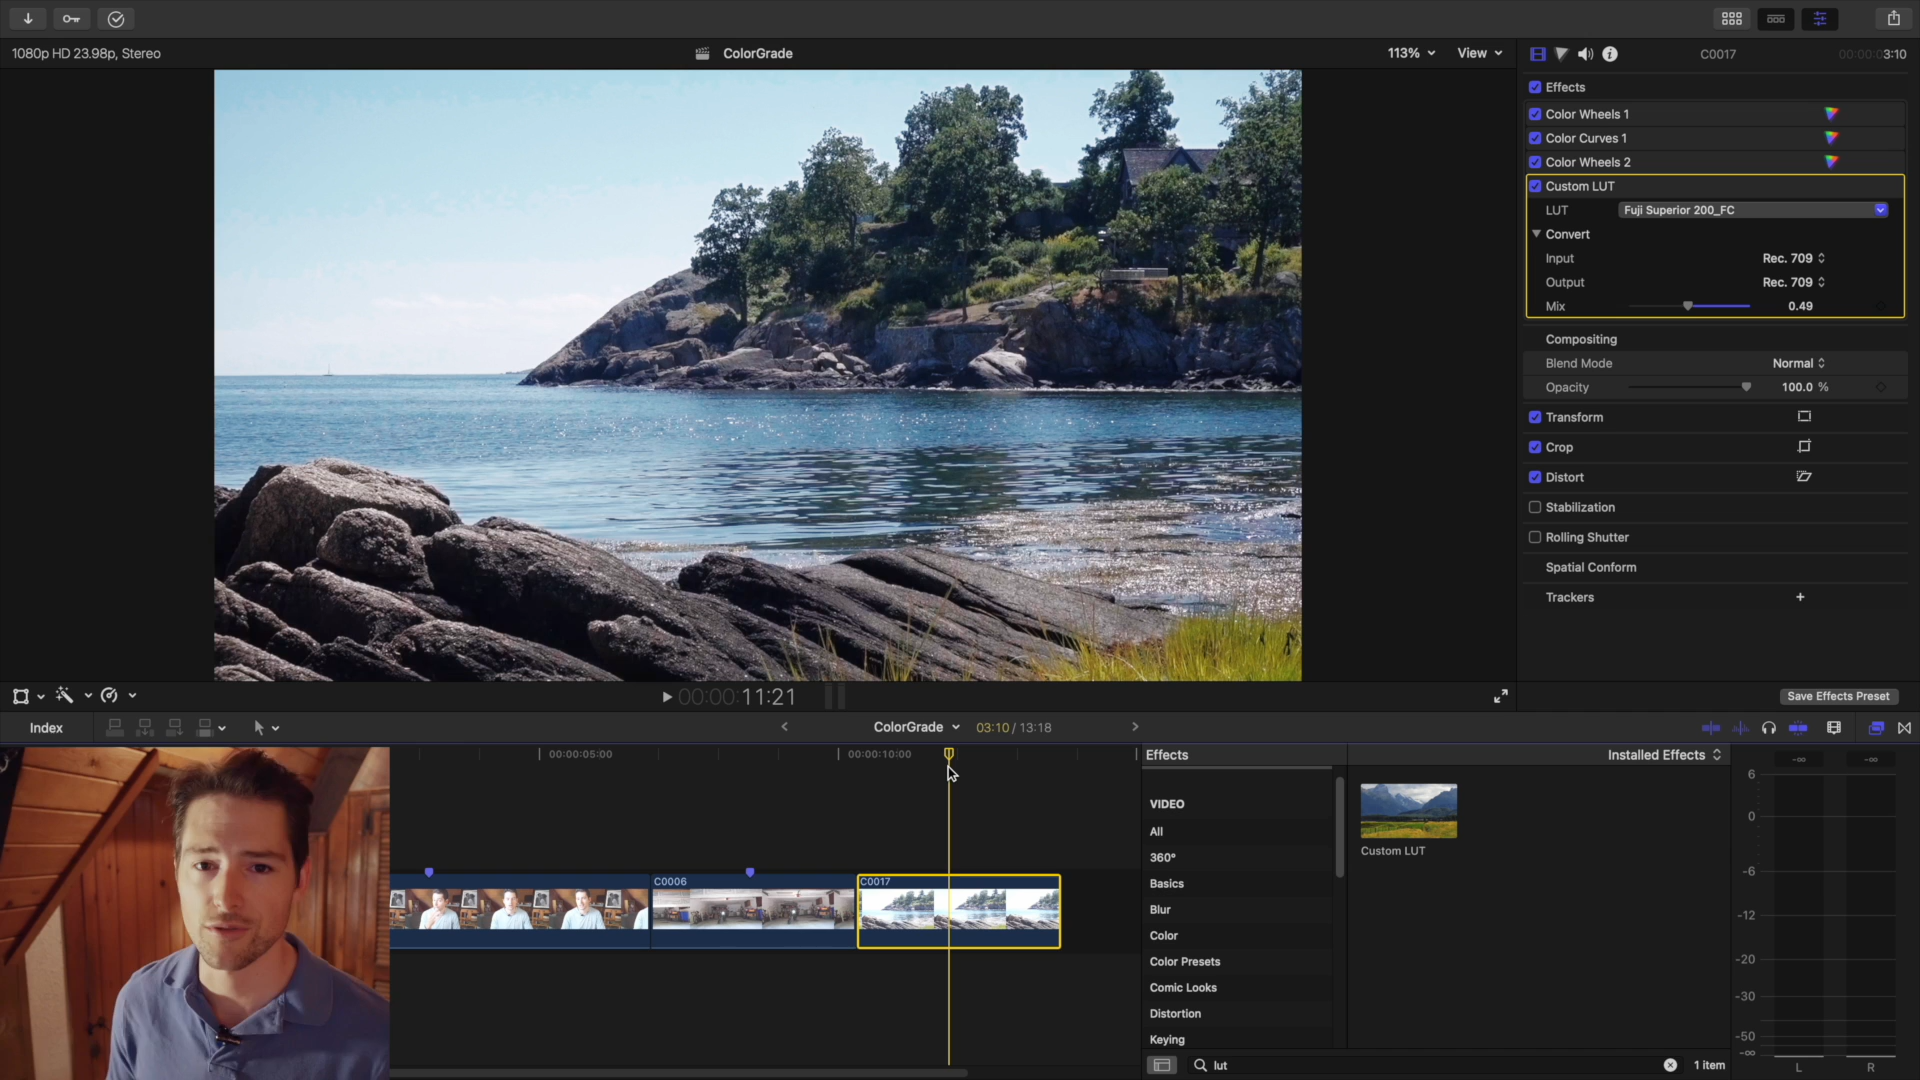 1080p HD 23.98p, Stereo
ColorGrade
113%
View
C0017
00:00:03:10
Effects
Color Wheels 1
Color Curves 1
Color Wheels 2
Custom LUT
LUT
Fuji Superior 200_FC
Convert
Input
Rec. 709
Output
Rec. 709
Mix
0.49
Compositing
Blend Mode
Normal
Opacity
100.0 %
Transform
Crop
Distort
Stabilization
Rolling Shutter
Spatial Conform
Trackers
+
00:00:11:21
Save Effects Preset
Index
ColorGrade
03:10 / 13:18
00:00:05:00
00:00:10:00
C0006
C0017
Effects
Installed Effects
VIDEO
All
360°
Basics
Blur
Color
Color Presets
Comic Looks
Distortion
Keying
Custom LUT
lut
1 item
-∞
-∞
6
0
-6
-12
-20
-30
-50
-∞
L
R